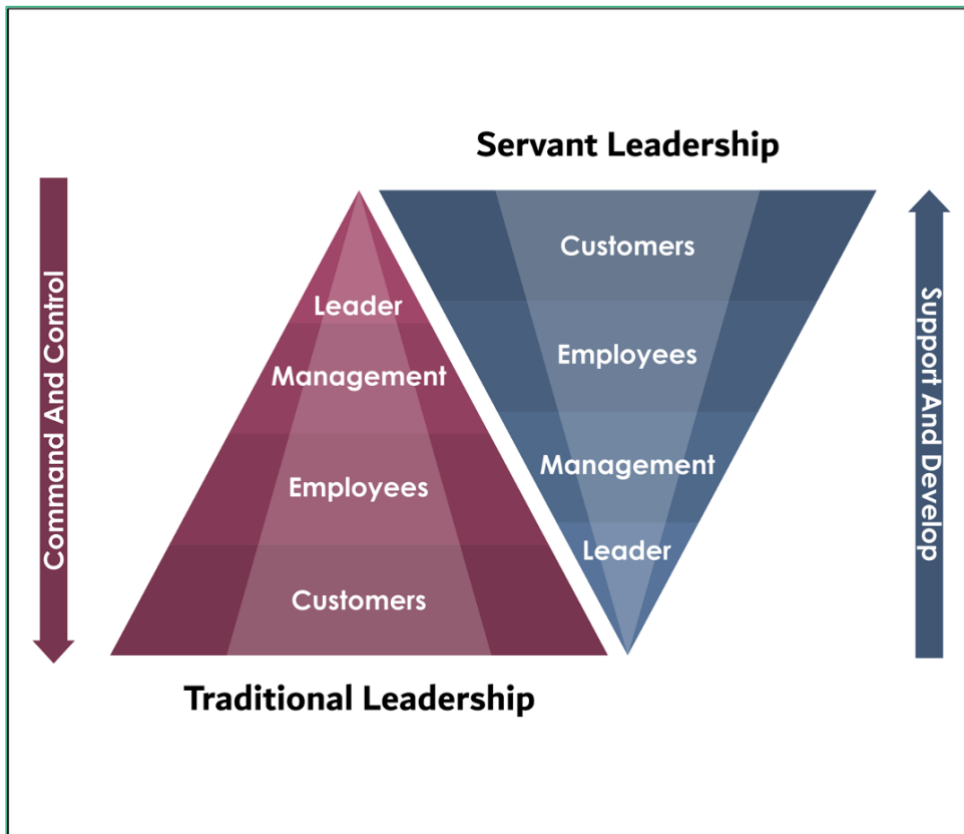 Servant Leadership
Command And Control
Leader
Management
Employees
Customers
Customers
Employees
Management
Leader
Support And Develop
Traditional Leadership